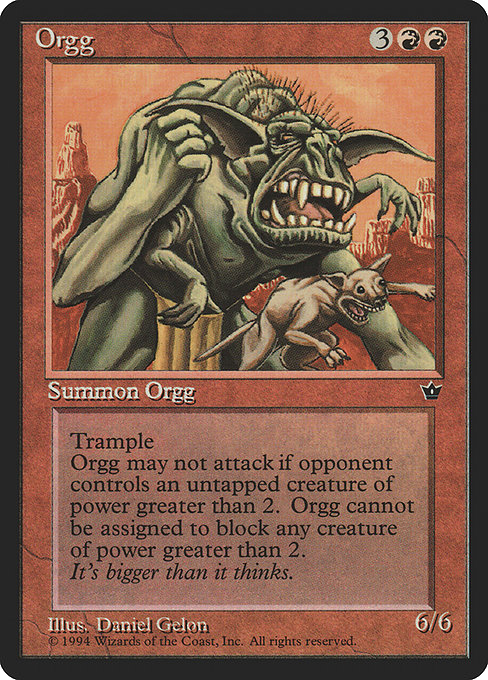 Orgg 3
Summon Orgg
Trample
Orgg may not attack if opponent
controls an untapped creature of
power greater than 2. Orgg cannot
be assigned to block any creature
of power greater than 2.
It's bigger than it thinks.
Illus. Daniel Gelon
6/6
© 1994 Wizards of the Coast, Inc. All rights reserved.